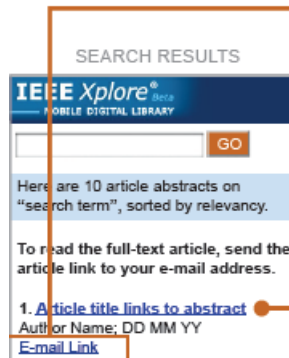 SEARCH RESULTS
IEEE Xplore® Beta
MOBILE DIGITAL LIBRARY
GO
Here are 10 article abstracts on
“search term”, sorted by relevancy.
To read the full-text article, send the
article link to your e-mail address.
1. Article title links to abstract
Author Name; DD MM YY
E-mail Link